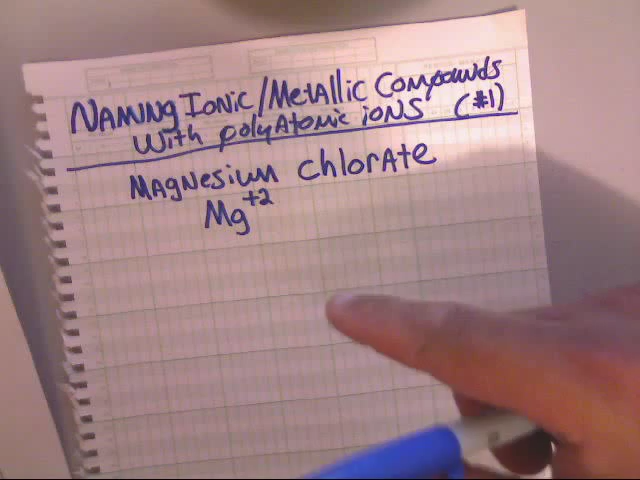 NAMING IONIC/METALLIC COMPOUNDS
WITH POLYATOMIC IONS (#1)
MAGNESIUM CHLORATE
Mg+2